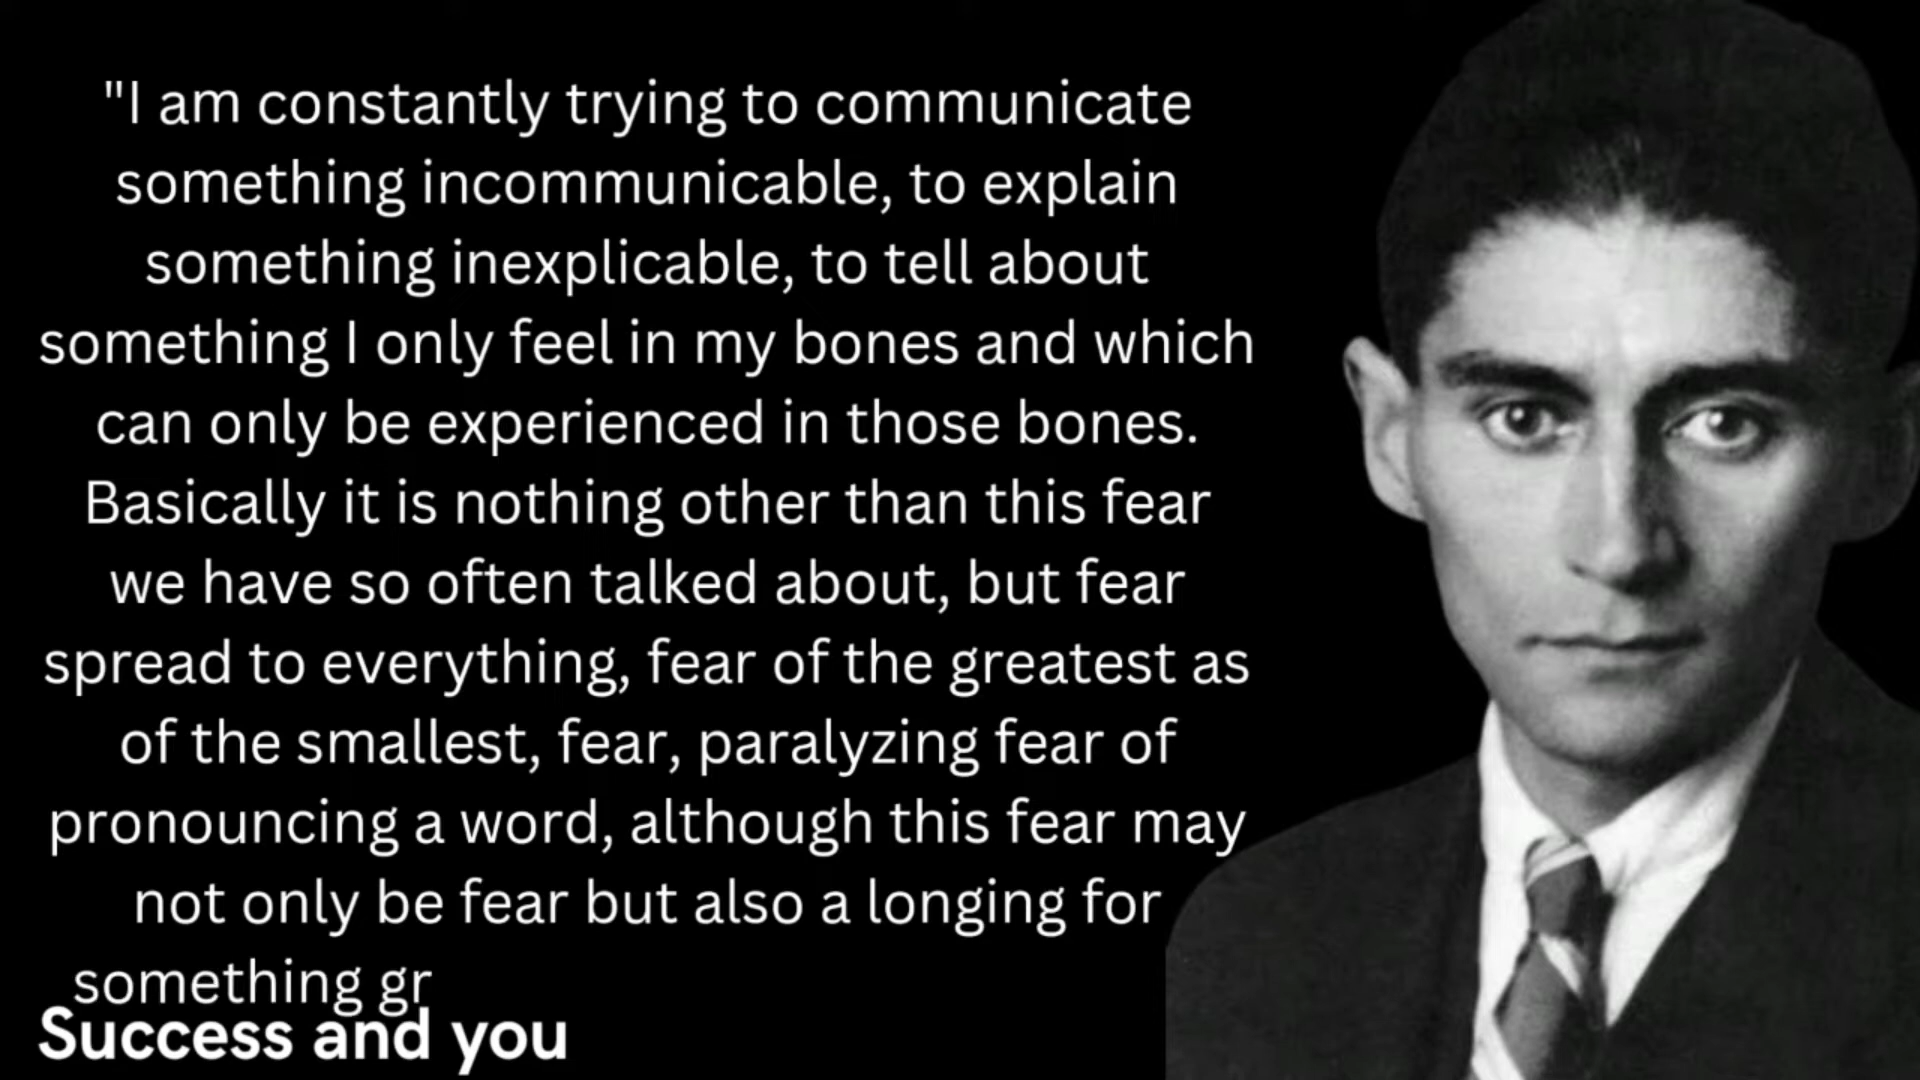 "I am constantly trying to communicate
something incommunicable, to explain
something inexplicable, to tell about
something I only feel in my bones and which
can only be experienced in those bones.
Basically it is nothing other than this fear
we have so often talked about, but fear
spread to everything, fear of the greatest as
of the smallest, fear, paralyzing fear of
pronouncing a word, although this fear may
not only be fear but also a longing for
something gr
Success and you